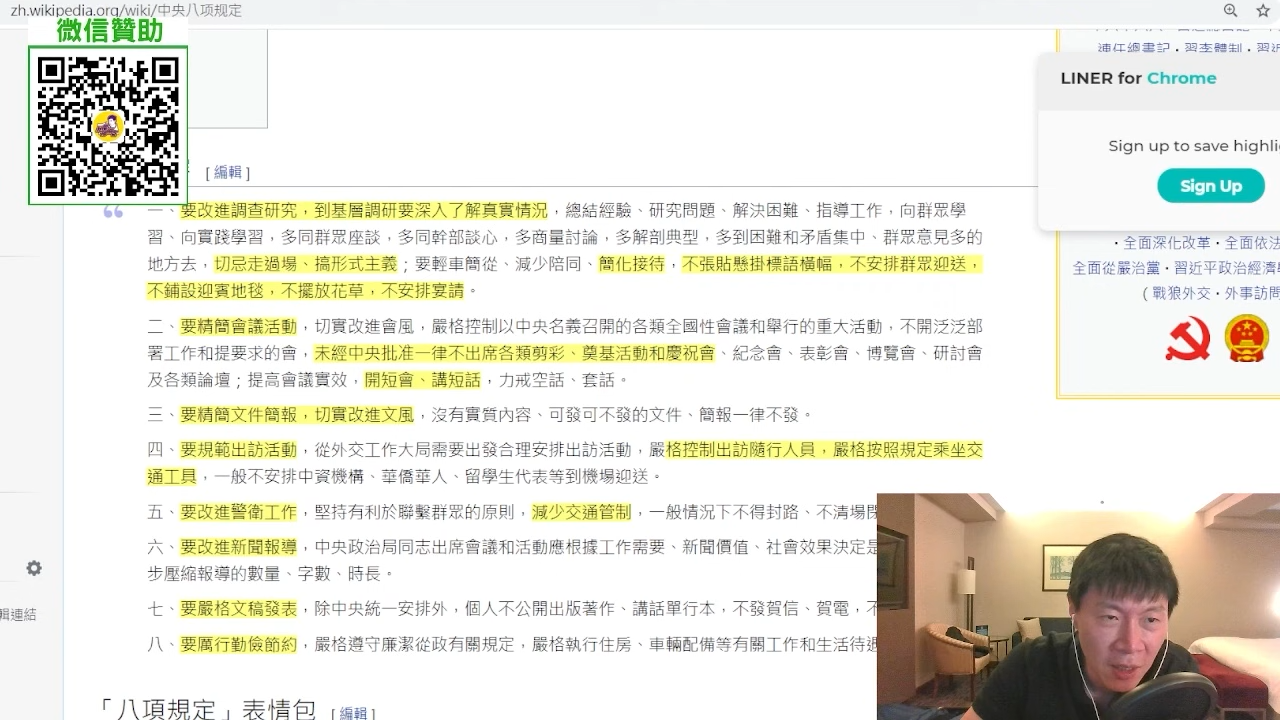 zh.wikipedia.org/wiki/中央八項規定
微信贊助
連任總書記・習李體制・習近
LINER for Chrome
Sign up to save highli
Sign Up
[編輯]
一、要改進調查研究，到基層調研要深入了解真實情況，總結經驗、研究問題、解決困難、指導工作，向群眾學
習、向實踐學習，多同群眾座談，多同幹部談心，多商量討論，多解剖典型，多到困難和矛盾集中、群眾意見多的
地方去，切忌走過場、搞形式主義；要輕車簡從、減少陪同、簡化接待，不張貼懸掛標語橫幅，不安排群眾迎送，
不鋪設迎賓地毯，不擺放花草，不安排宴請。
二、要精簡會議活動，切實改進會風，嚴格控制以中央名義召開的各類全國性會議和舉行的重大活動，不開泛泛部
署工作和提要求的會，未經中央批准一律不出席各類剪彩、奠基活動和慶祝會、紀念會、表彰會、博覽會、研討會
及各類論壇；提高會議實效，開短會、講短話，力戒空話、套話。
三、要精簡文件簡報，切實改進文風，沒有實質內容、可發可不發的文件、簡報一律不發。
四、要規範出訪活動，從外交工作大局需要出發合理安排出訪活動，嚴格控制出訪隨行人員，嚴格按照規定乘坐交
通工具，一般不安排中資機構、華僑華人、留學生代表等到機場迎送。
五、要改進警衛工作，堅持有利於聯繫群眾的原則，減少交通管制，一般情況下不得封路、不清場
六、要改進新聞報導，中央政治局同志出席會議和活動應根據工作需要、新聞價值、社會效果決定是
步壓縮報導的數量、字數、時長。
七、要嚴格文稿發表，除中央統一安排外，個人不公開出版著作、講話單行本，不發賀信、賀電，不
八、要厲行勤儉節約，嚴格遵守廉潔從政有關規定，嚴格執行住房、車輛配備等有關工作和生活待遇
「八項規定」表情包 [編輯]
・全面深化改革・全面依法
全面從嚴治黨・習近平政治經濟
(戰狼外交・外事訪問
輯連結